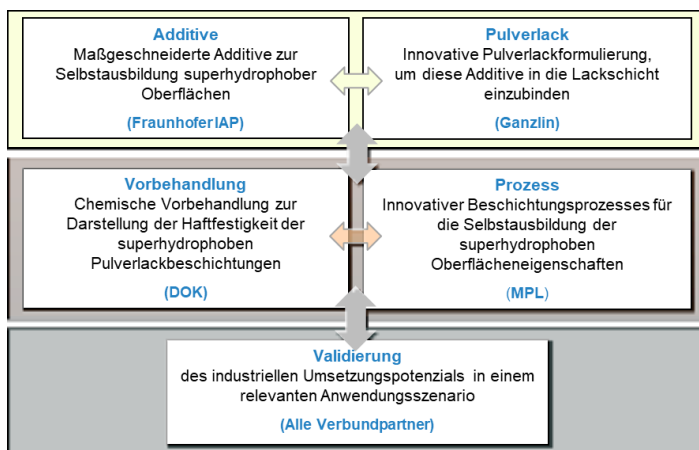 Additive
Maßgeschneiderte Additive zur
Selbstausbildung superhydrophober
Oberflächen
(Fraunhofer IAP)
Pulverlack
Innovative Pulverlackformulierung,
um diese Additive in die Lackschicht
einzubinden
(Ganzlin)
Vorbehandlung
Chemische Vorbehandlung zur
Darstellung der Haftfestigkeit der
superhydrophoben
Pulverlackbeschichtungen
(DOK)
Prozess
Innovativer Beschichtungsprozesses für
die Selbstausbildung der
superhydrophoben
Oberflächeneigenschaften
(MPL)
Validierung
des industriellen Umsetzungspotenzials in einem
relevanten Anwendungsszenario
(Alle Verbundpartner)